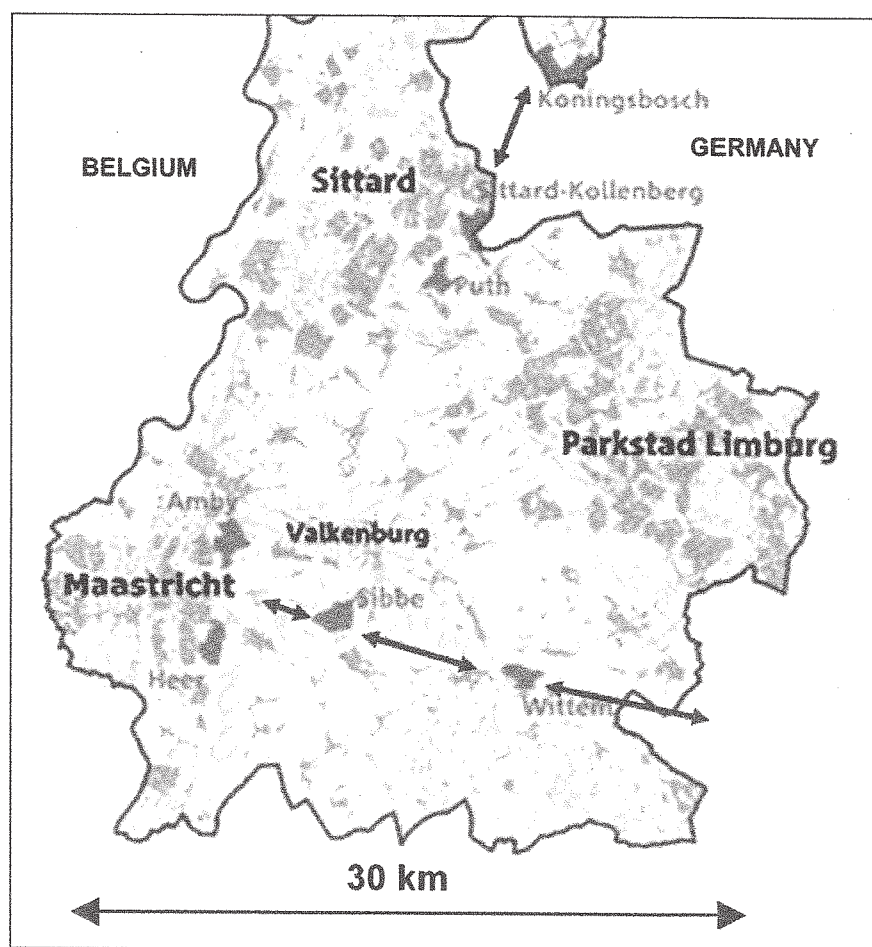 Koningsbosch
BELGIUM
GERMANY
Sittard
Sittard-Kollenberg
Puth
Parkstad Limburg
Amby
Valkenburg
Maastricht
Sibbe
Heer
Wittem
30 km